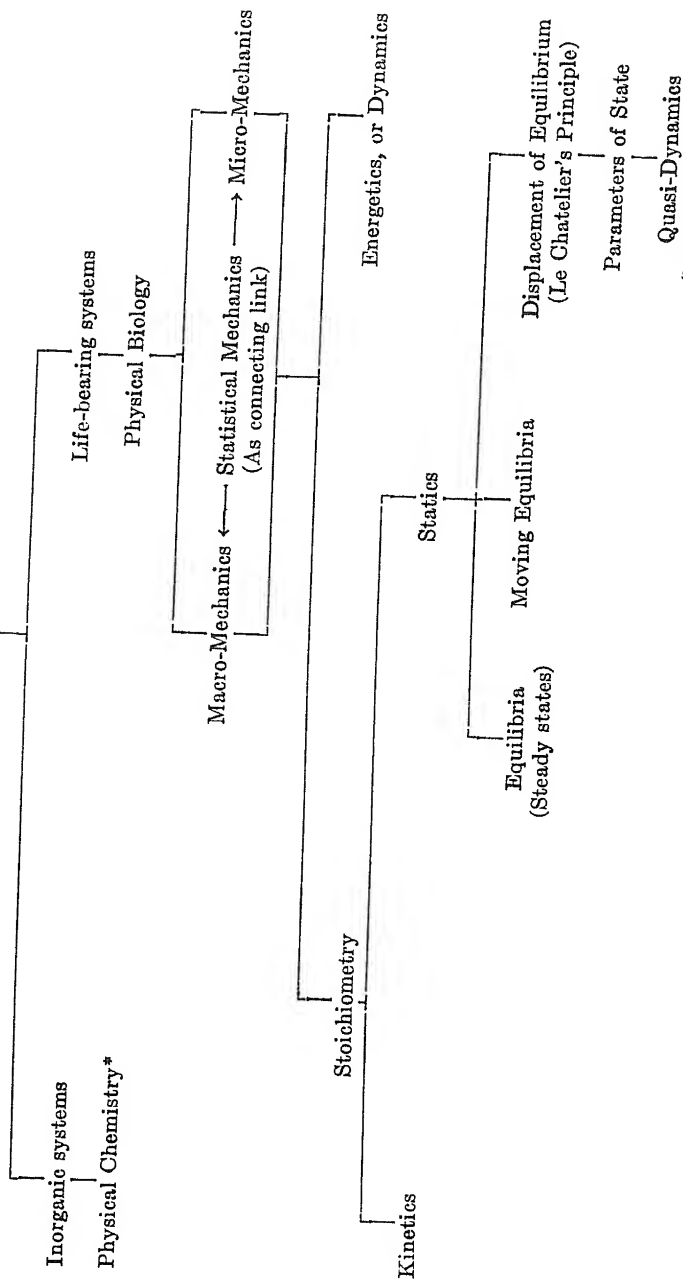 Inorganic systems
Physical Chemistry*
Life-bearing systems
Physical Biology
Macro-Mechanics ⟵ Statistical Mechanics ⟶ Micro-Mechanics
(As connecting link)
Stoichiometry
Energetics, or Dynamics
Kinetics
Statics
Equilibria
(Steady states)
Moving Equilibria
Displacement of Equilibrium
(Le Chatelier's Principle)
Parameters of State
Quasi-Dynamics